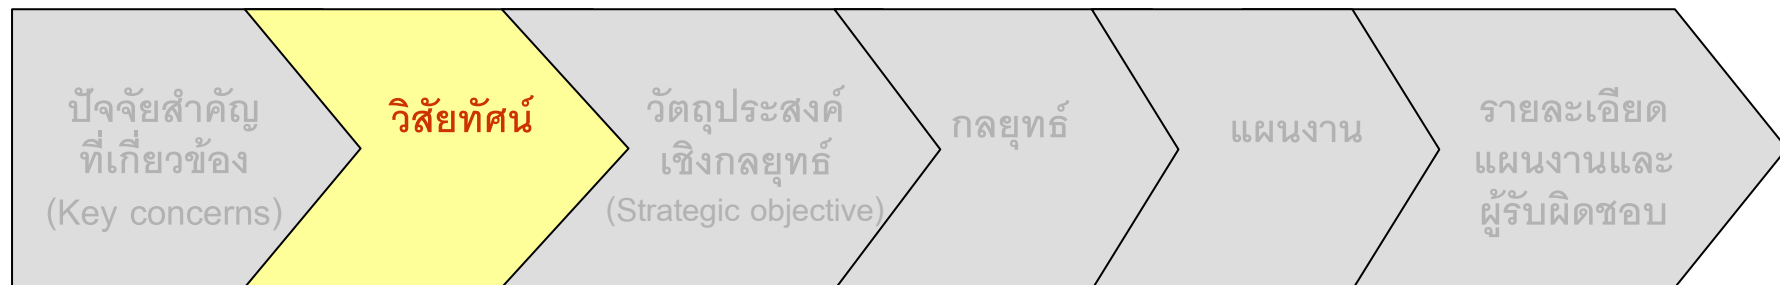 ปัจจัยสำคัญ
ที่เกี่ยวข้อง
(Key concerns)
วิสัยทัศน์
วัตถุประสงค์
เชิงกลยุทธ์
(Strategic objective)
กลยุทธ์
แผนงาน
รายละเอียด
แผนงานและ
ผู้รับผิดชอบ